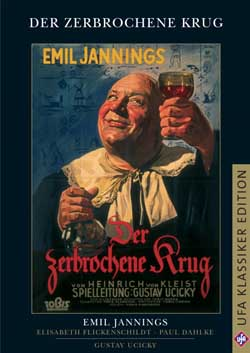 DER ZERBROCHENE KRUG
EMIL JANNINGS
Der
zerbrochene Krug
VON HEINRICH VON KLEIST
SPIELLEITUNG: GUSTAV UCICKY
UFA KLASSIKER EDITION
EMIL JANNINGS
ELISABETH FLICKENSCHILDT – PAUL DAHLKE
GUSTAV UCICKY